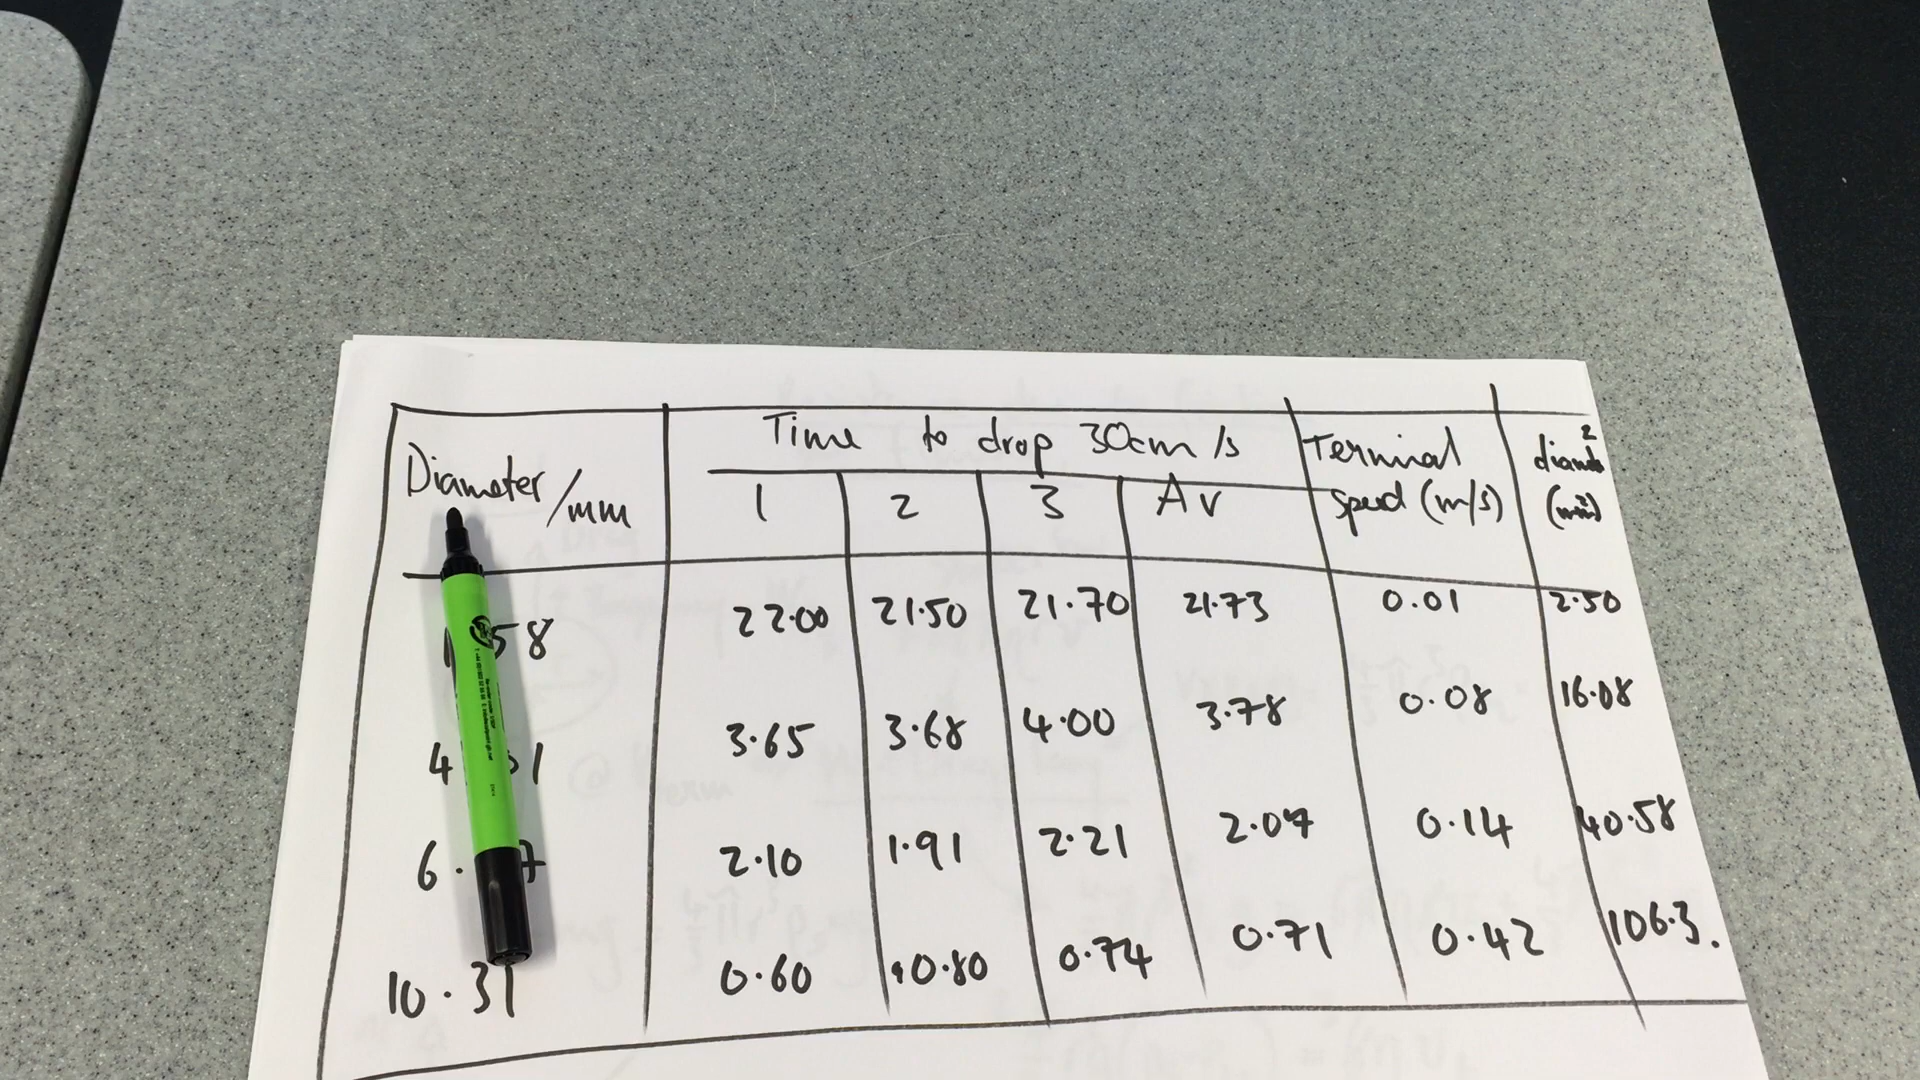 Time to drop 30cm /s Terminal
Diameter /mm 1 2 3 Av speed (m/s) (mm²)
58 22.00 21.50 21.70 21.73 0.01 2.50
3.65 3.68 4.00 3.78 0.08 16.08
2.10 1.91 2.21 2.07 0.14 40.58
10.31 0.60 0.80 0.74 0.71 0.42 106.3.